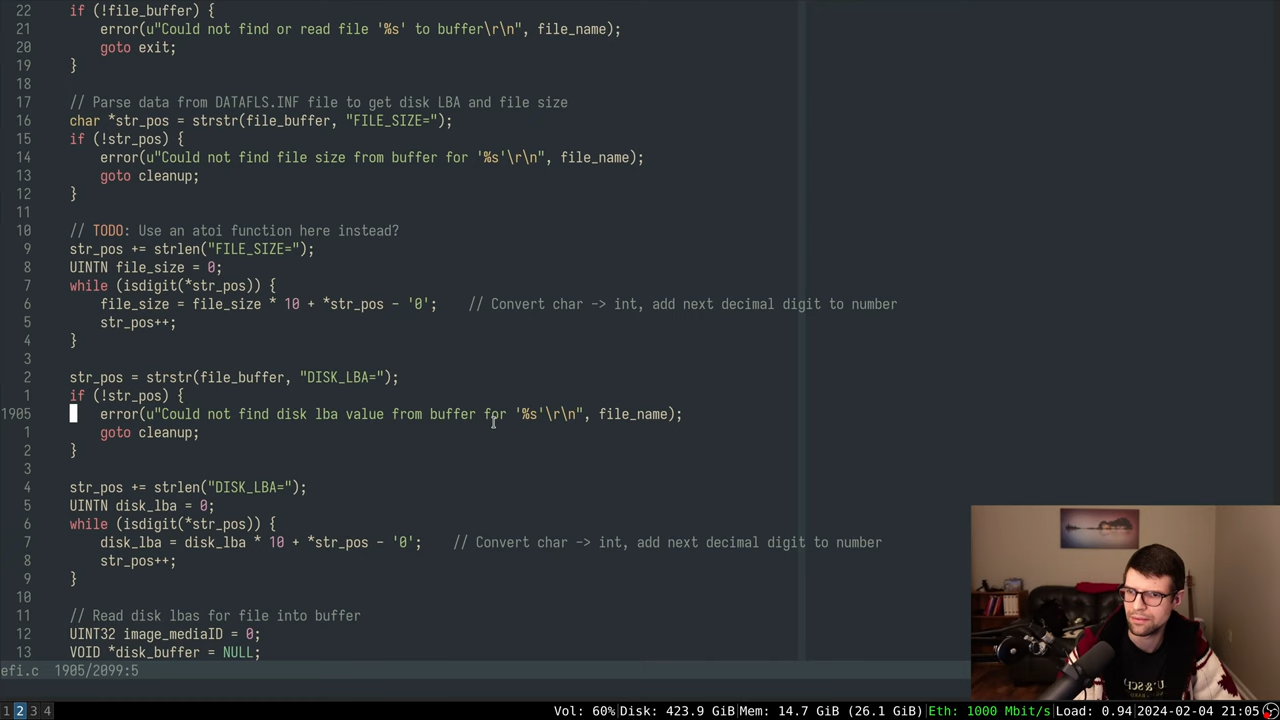 22     if (!file_buffer) {
21         error(u"Could not find or read file '%s' to buffer\r\n", file_name);
20         goto exit;
19     }
18
17     // Parse data from DATAFLS.INF file to get disk LBA and file size
16     char *str_pos = strstr(file_buffer, "FILE_SIZE=");
15     if (!str_pos) {
14         error(u"Could not find file size from buffer for '%s'\r\n", file_name);
13         goto cleanup;
12     }
11
10     // TODO: Use an atoi function here instead?
9     str_pos += strlen("FILE_SIZE=");
8     UINTN file_size = 0;
7     while (isdigit(*str_pos)) {
6         file_size = file_size * 10 + *str_pos - '0';    // Convert char -> int, add next decimal digit to number
5         str_pos++;
4     }
3
2     str_pos = strstr(file_buffer, "DISK_LBA=");
1     if (!str_pos) {
1905         error(u"Could not find disk lba value from buffer for '%s'\r\n", file_name);
1         goto cleanup;
2     }
3
4     str_pos += strlen("DISK_LBA=");
5     UINTN disk_lba = 0;
6     while (isdigit(*str_pos)) {
7         disk_lba = disk_lba * 10 + *str_pos - '0';    // Convert char -> int, add next decimal digit to number
8         str_pos++;
9     }
10
11     // Read disk lbas for file into buffer
12     UINT32 image_mediaID = 0;
13     VOID *disk_buffer = NULL;
efi.c  1905/2099:5
1 2 3 4 Vol: 60%|Disk: 423.9 GiB|Mem: 14.7 GiB (26.1 GiB)|Eth: 1000 Mbit/s|Load: 0.94|2024-02-04 21:05